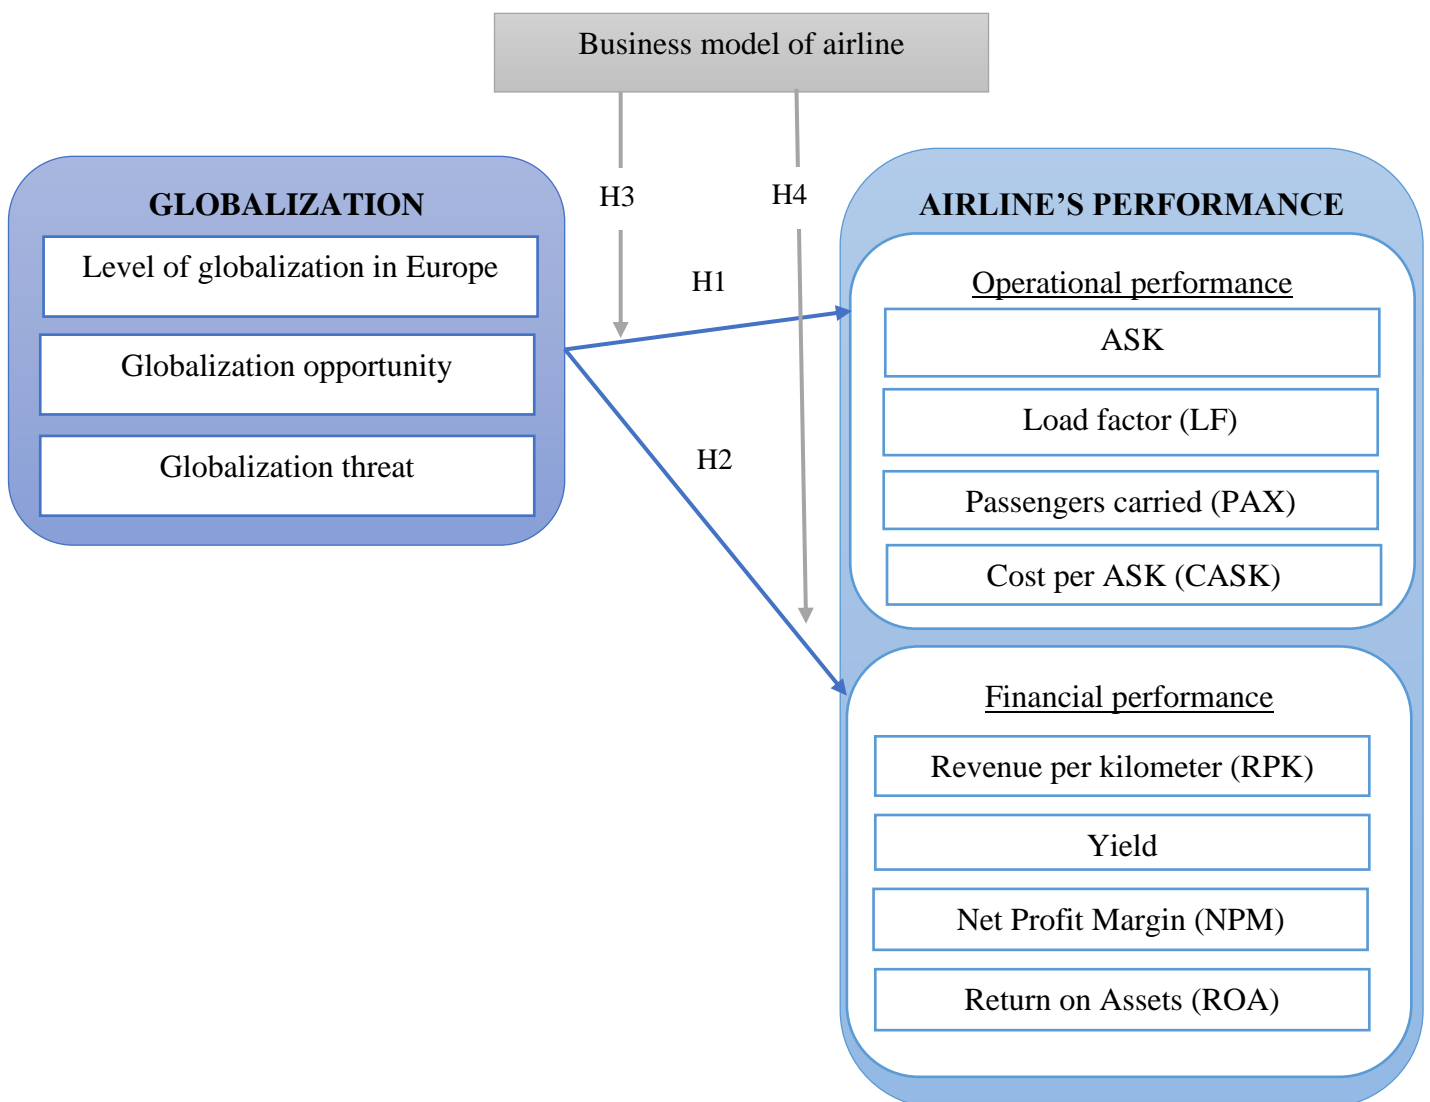 Business model of airline
GLOBALIZATION
Level of globalization in Europe
Globalization opportunity
Globalization threat
H3
H4
H1
H2
AIRLINE’S PERFORMANCE
Operational performance
ASK
Load factor (LF)
Passengers carried (PAX)
Cost per ASK (CASK)
Financial performance
Revenue per kilometer (RPK)
Yield
Net Profit Margin (NPM)
Return on Assets (ROA)